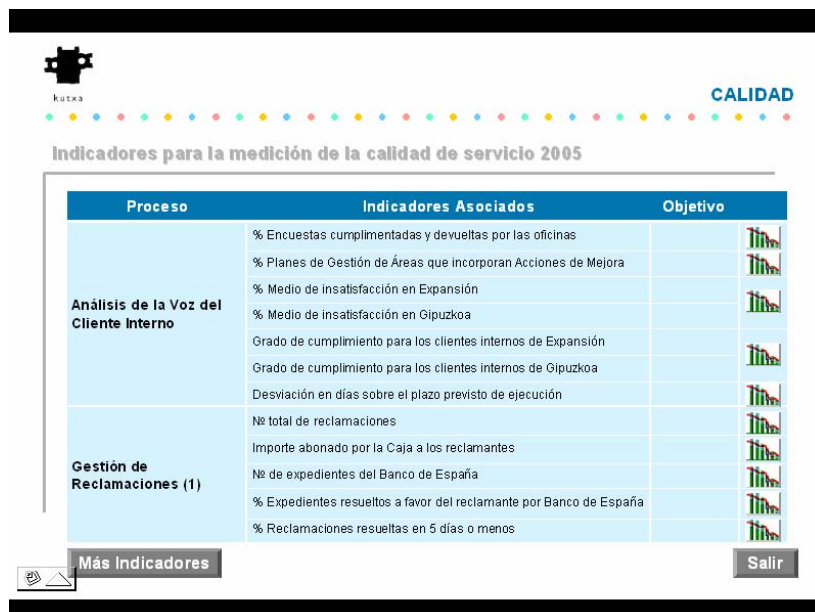 kutxa
CALIDAD
Indicadores para la medición de la calidad de servicio 2005
Proceso Indicadores Asociados Objetivo
Análisis de la Voz del
Cliente Interno
% Encuestas cumplimentadas y devueltas por las oficinas
% Planes de Gestión de Áreas que incorporan Acciones de Mejora
% Medio de insatisfacción en Expansión
% Medio de insatisfacción en Gipuzkoa
Grado de cumplimiento para los clientes internos de Expansión
Grado de cumplimiento para los clientes internos de Gipuzkoa
Desviación en días sobre el plazo previsto de ejecución
Gestión de
Reclamaciones (1)
Nº total de reclamaciones
Importe abonado por la Caja a los reclamantes
Nº de expedientes del Banco de España
% Expedientes resueltos a favor del reclamante por Banco de España
% Reclamaciones resueltas en 5 días o menos
Más Indicadores
Salir